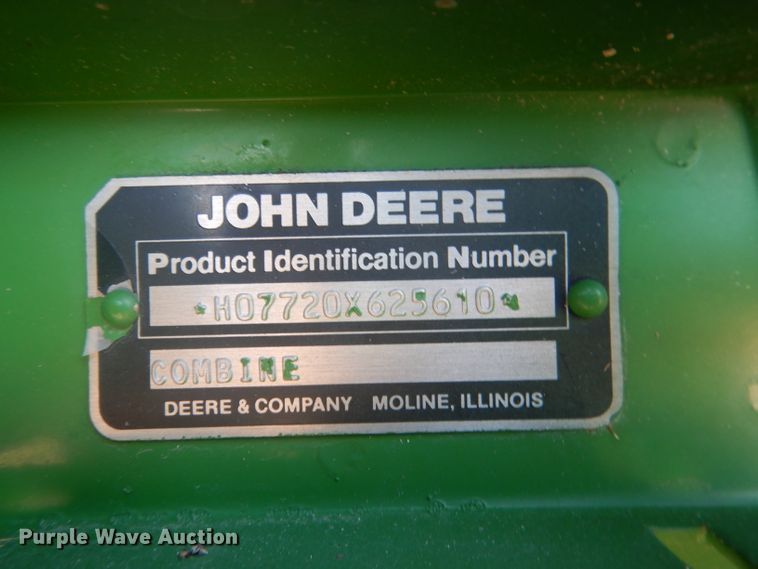 JOHN DEERE
Product Identification Number
*H07720X625610*
COMBINE
DEERE & COMPANY MOLINE, ILLINOIS
Purple Wave Auction